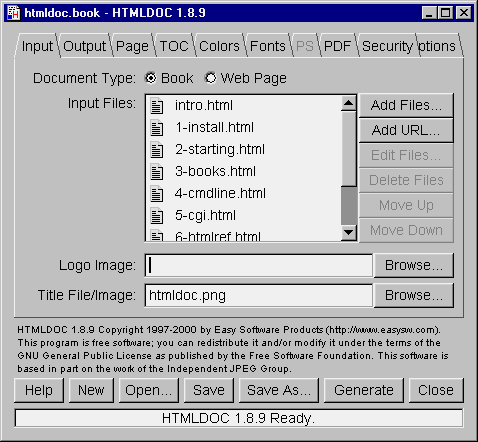 htmldoc.book - HTMLDOC 1.8.9
Input Output Page TOC Colors Fonts PS PDF Security ptions
Document Type: Book Web Page
Input Files: intro.html Add Files...
1-install.html Add URL...
2-starting.html Edit Files...
3-books.html Delete Files
4-cmdline.html Move Up
5-cgi.html Move Down
6-htmlref.html
Logo Image: Browse...
Title File/Image: htmldoc.png Browse...
HTMLDOC 1.8.9 Copyright 1997-2000 by Easy Software Products (http://www.easysw.com).
This program is free software; you can redistribute it and/or modify it under the terms of the
GNU General Public License as published by the Free Software Foundation. This software is
based in part on the work of the Independent JPEG Group.
Help New Open... Save Save As... Generate Close
HTMLDOC 1.8.9 Ready.